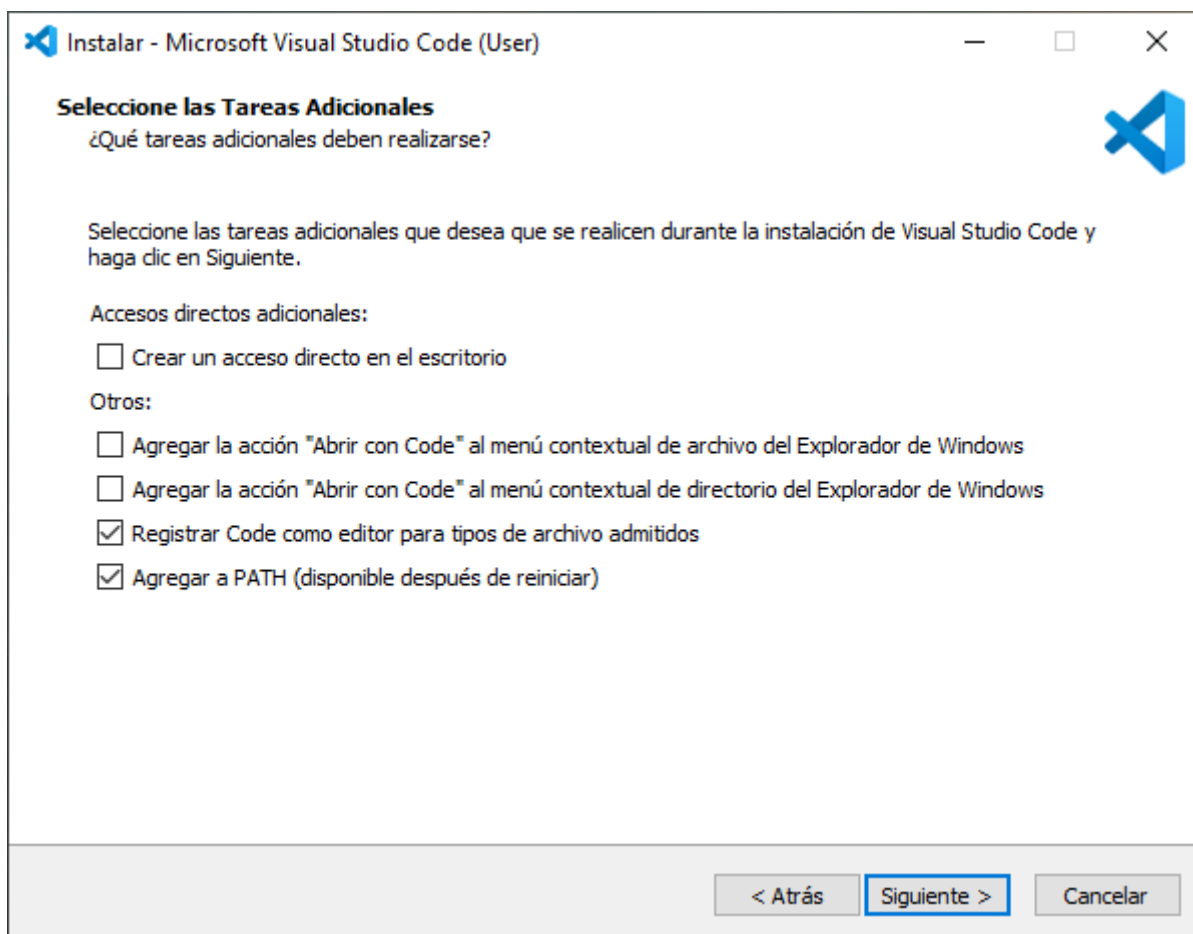 Instalar - Microsoft Visual Studio Code (User)
Seleccione las Tareas Adicionales
¿Qué tareas adicionales deben realizarse?
Seleccione las tareas adicionales que desea que se realicen durante la instalación de Visual Studio Code y
haga clic en Siguiente.
Accesos directos adicionales:
Crear un acceso directo en el escritorio
Otros:
Agregar la acción "Abrir con Code" al menú contextual de archivo del Explorador de Windows
Agregar la acción "Abrir con Code" al menú contextual de directorio del Explorador de Windows
Registrar Code como editor para tipos de archivo admitidos
Agregar a PATH (disponible después de reiniciar)
< Atrás Siguiente > Cancelar